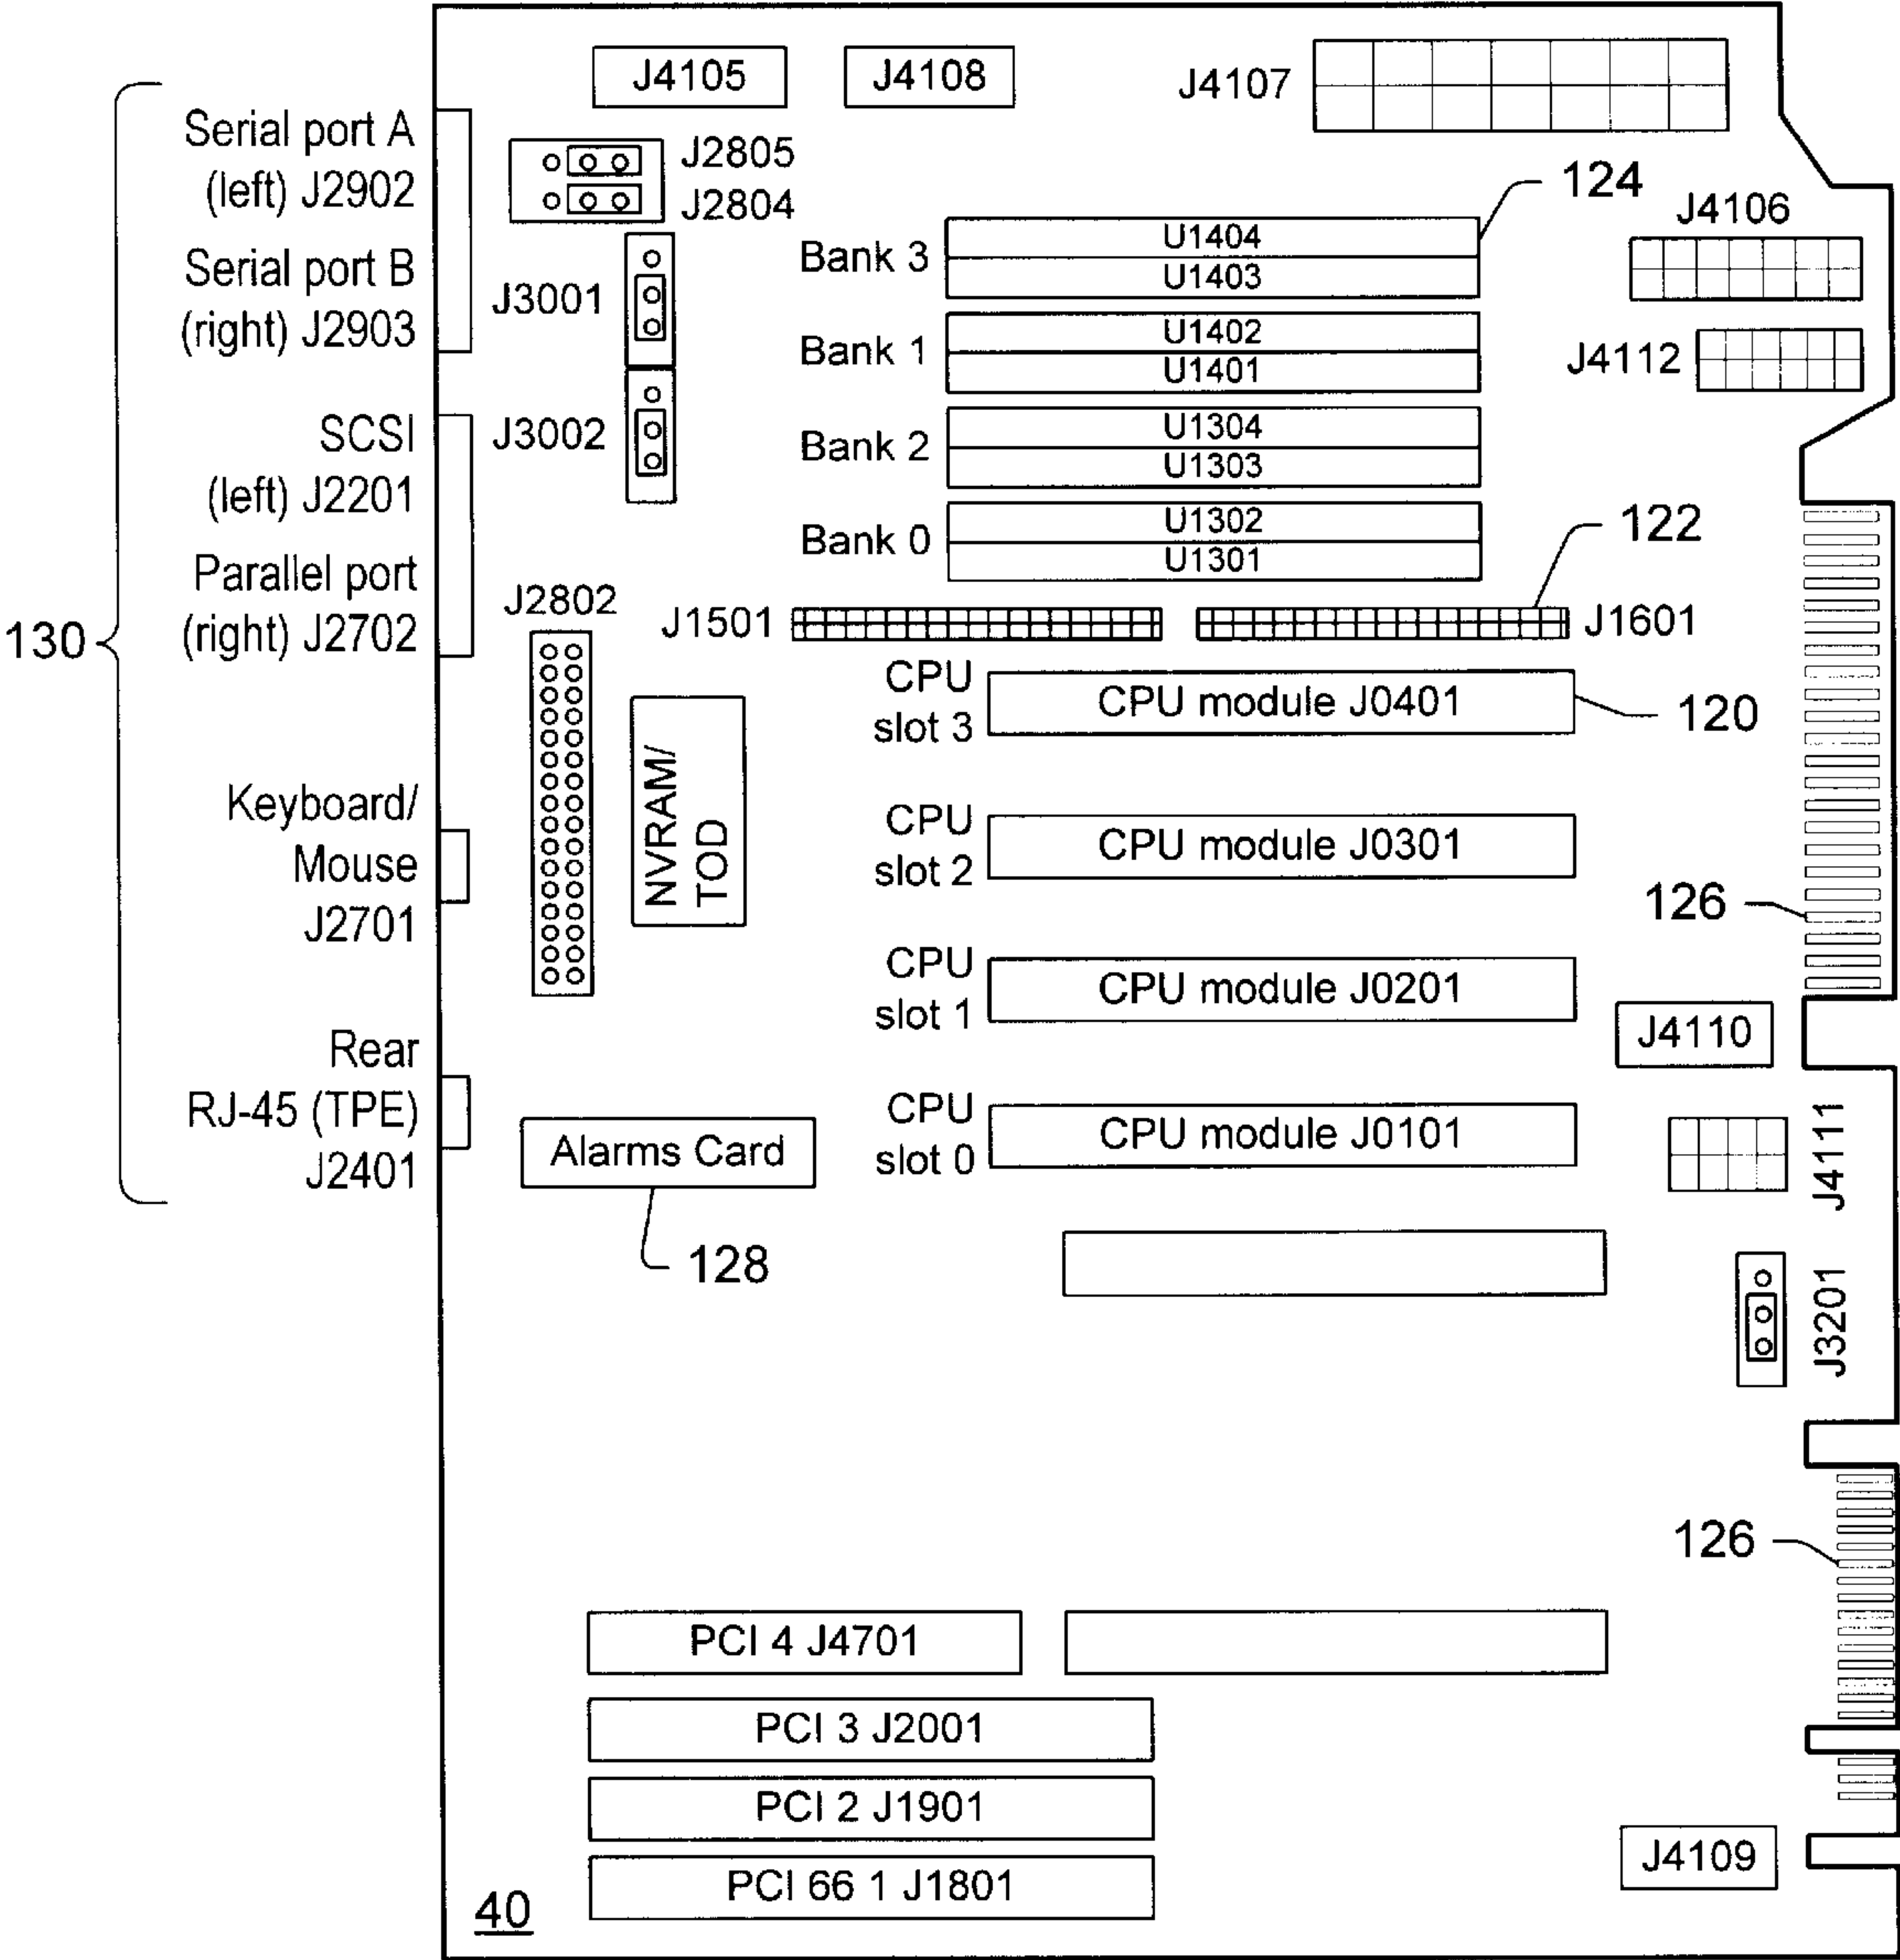 J4105
J4108
J4107
Serial port A
(left) J2902
J2805
J2804
124
J4106
Serial port B
(right) J2903
J3001
Bank 3
U1404
U1403
Bank 1
U1402
U1401
J4112
SCSI
(left) J2201
J3002
Bank 2
U1304
U1303
Bank 0
U1302
U1301
122
Parallel port
(right) J2702
130
J2802
J1501
J1601
CPU
slot 3
CPU module J0401
120
NVRAM/
TOD
Keyboard/
Mouse
J2701
CPU
slot 2
CPU module J0301
126
CPU
slot 1
CPU module J0201
J4110
Rear
RJ-45 (TPE)
J2401
Alarms Card
128
CPU
slot 0
CPU module J0101
J4111
J3201
126
PCI 4 J4701
PCI 3 J2001
PCI 2 J1901
PCI 66 1 J1801
J4109
40